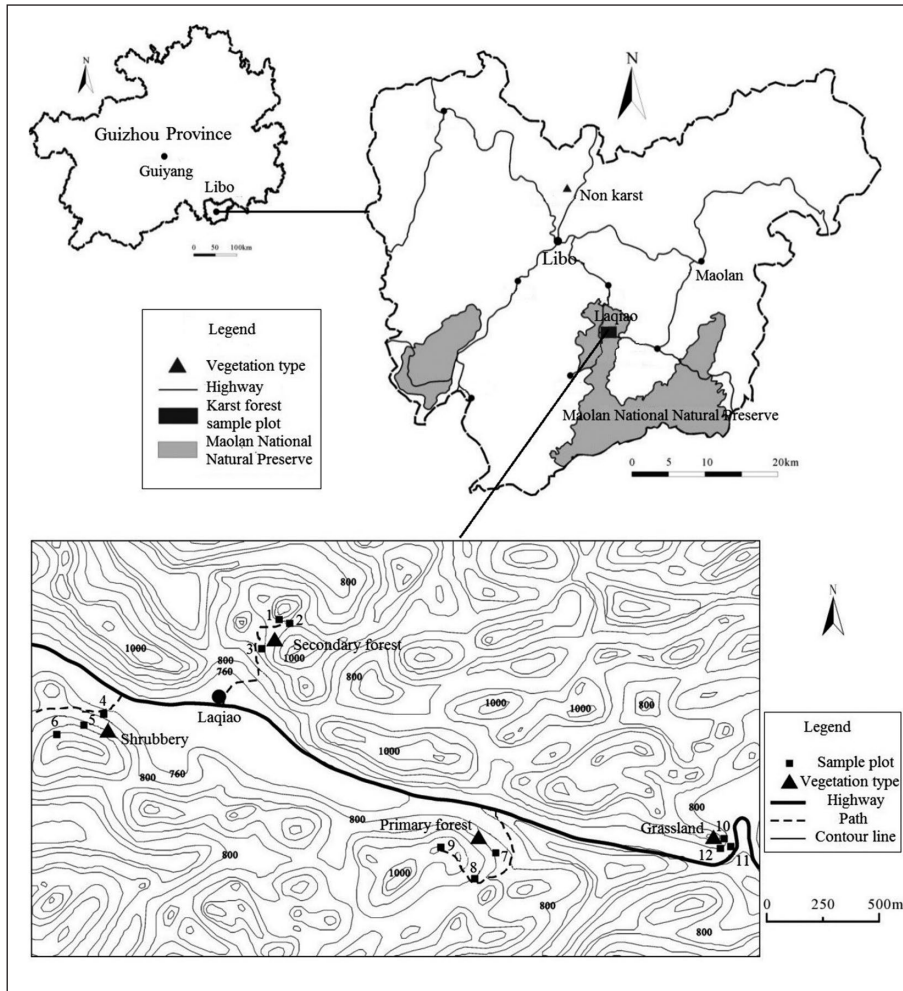 N
Guizhou Province
Guiyang
Libo
0 50 100km
N
Non karst
Libo
Maolan
Laqiao
Maolan National Natural Preserve
0 5 10 20km
Legend
Vegetation type
Highway
Karst forest
sample plot
Maolan National
Natural Preserve
800
1
2
3
Secondary forest
1000
1000
800
760
800
Laqiao
4
5
6
Shrubbery
800
760
1000
1000
800
1000
800
800
Primary forest
9
7
8
1000
800
800
800
Grassland
10
12
11
800
N
Legend
Sample plot
Vegetation type
Highway
Path
Contour line
0 250 500m